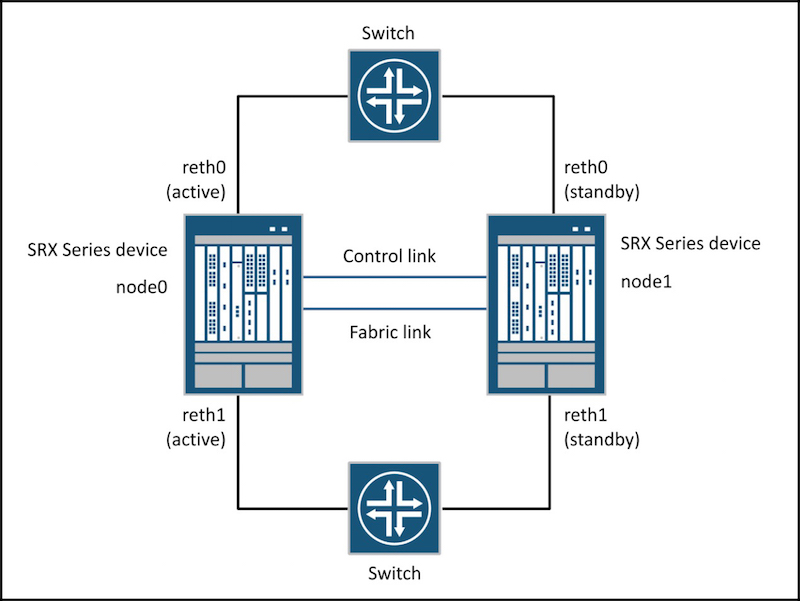 Switch
reth0
(active)
reth0
(standby)
SRX Series device
node0
Control link
Fabric link
SRX Series device
node1
reth1
(active)
reth1
(standby)
Switch